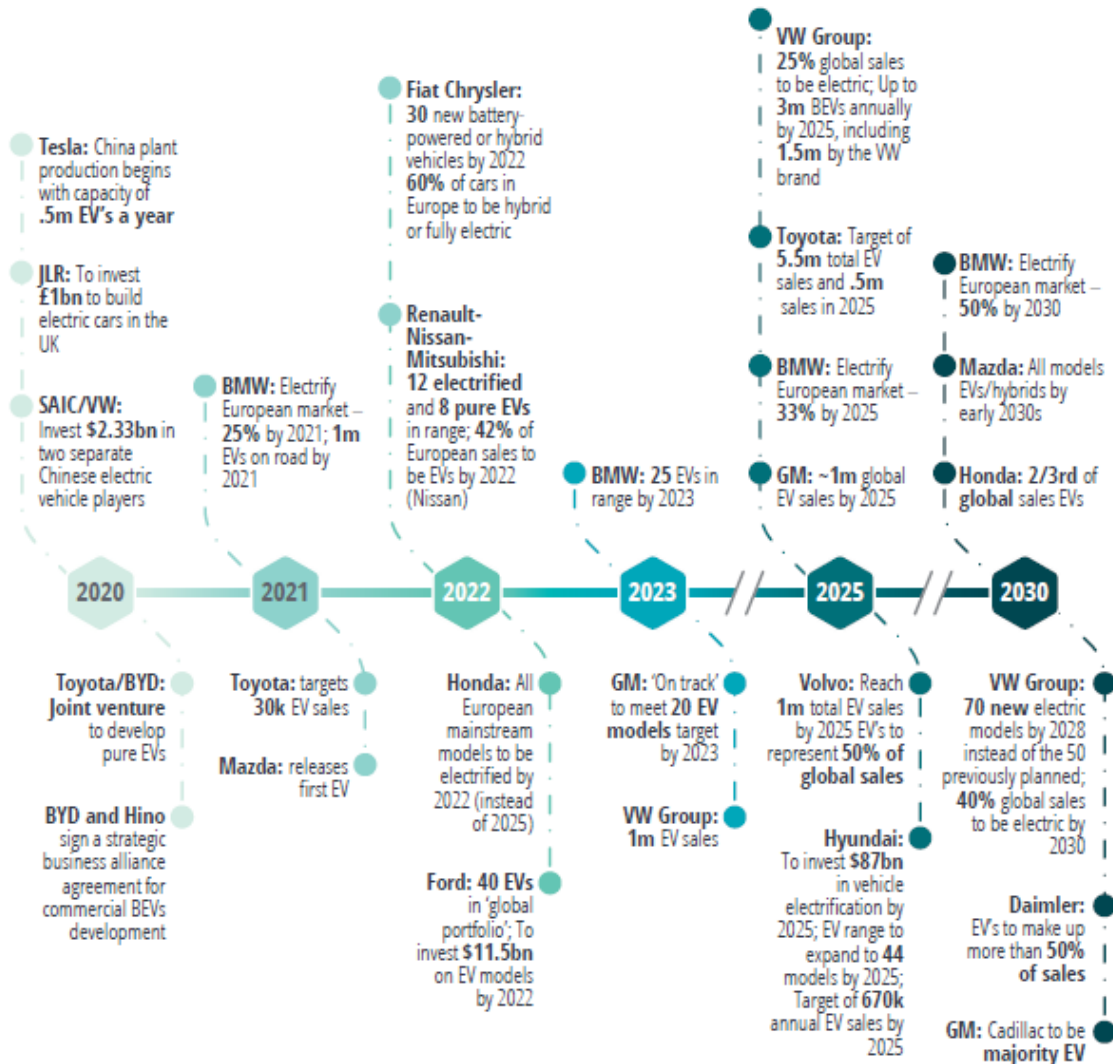 Tesla: China plant
production begins
with capacity of
.5m EV's a year
JLR: To invest
£1bn to build
electric cars in the
UK
SAIC/VW:
Invest $2.33bn in
two separate
Chinese electric
vehicle players
BMW: Electrify
European market –
25% by 2021; 1m
EVs on road by
2021
Fiat Chrysler:
30 new battery-
powered or hybrid
vehicles by 2022
60% of cars in
Europe to be hybrid
or fully electric
Renault-
Nissan-
Mitsubishi:
12 electrified
and 8 pure EVs
in range; 42% of
European sales to
be EVs by 2022
(Nissan)
BMW: 25 EVs in
range by 2023
VW Group:
25% global sales
to be electric; Up to
3m BEVs annually
by 2025, including
1.5m by the VW
brand
Toyota: Target of
5.5m total EV
sales and .5m
sales in 2025
BMW: Electrify
European market –
33% by 2025
GM: ~1m global
EV sales by 2025
BMW: Electrify
European market –
50% by 2030
Mazda: All models
EVs/hybrids by
early 2030s
Honda: 2/3rd of
global sales EVs
2020
2021
2022
2023
2025
2030
Toyota/BYD:
Joint venture
to develop
pure EVs
BYD and Hino
sign a strategic
business alliance
agreement for
commercial BEVs
development
Toyota: targets
30k EV sales
Mazda: releases
first EV
Honda: All
European
mainstream
models to be
electrified by
2022 (instead
of 2025)
Ford: 40 EVs
in 'global
portfolio'; To
invest $11.5bn
on EV models
by 2022
GM: 'On track'
to meet 20 EV
models target
by 2023
VW Group:
1m EV sales
Volvo: Reach
1m total EV sales
by 2025 EV's to
represent 50% of
global sales
Hyundai:
To invest $87bn
in vehicle
electrification by
2025; EV range to
expand to 44
models by 2025;
Target of 670k
annual EV sales by
2025
VW Group:
70 new electric
models by 2028
instead of the 50
previously planned;
40% global sales
to be electric by
2030
Daimler:
EV's to make up
more than 50%
of sales
GM: Cadillac to be
majority EV